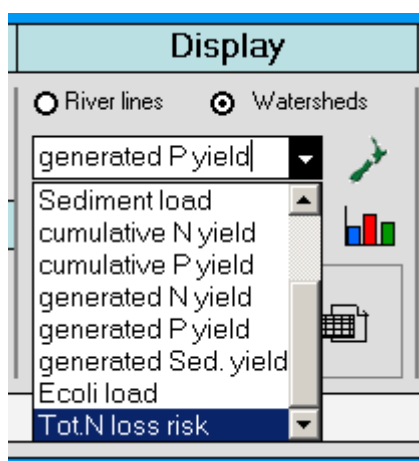 Display
River lines Watersheds
generated P yield
Sediment load
cumulative N yield
cumulative P yield
generated N yield
generated P yield
generated Sed. yield
Ecoli load
Tot.N loss risk